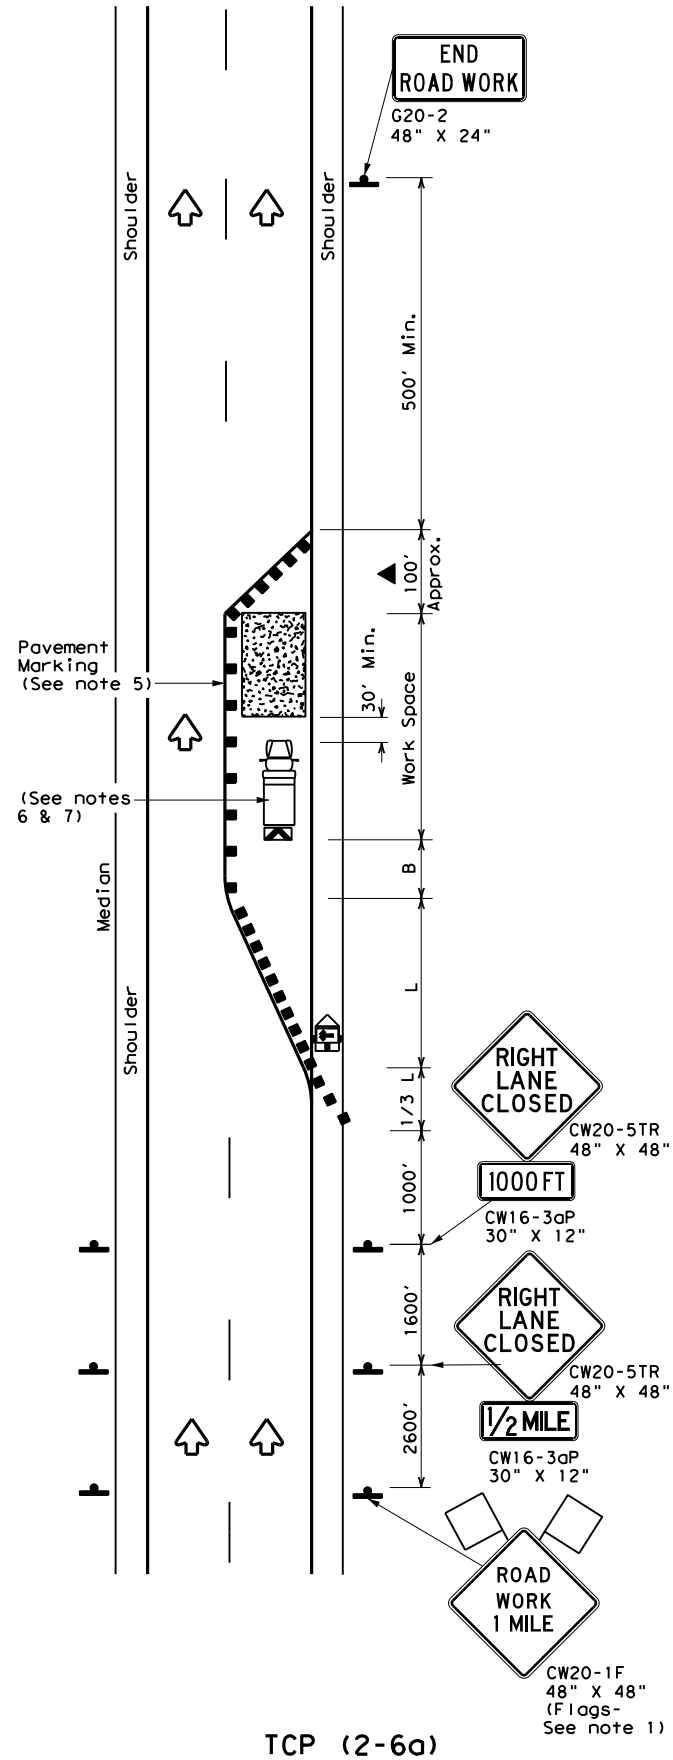 END
ROAD WORK
G20-2
48" X 24"
Shoulder
Shoulder
500' Min.
100'
Approx.
Pavement
Marking
(See note 5)
30' Min.
Work Space
(See notes
6 & 7)
B
Median
L
Shoulder
RIGHT
LANE
CLOSED
CW20-5TR
48" X 48"
1/3 L
1000 FT
1000'
CW16-3aP
30" X 12"
RIGHT
LANE
CLOSED
1600'
CW20-5TR
48" X 48"
1/2 MILE
2600'
CW16-3aP
30" X 12"
ROAD
WORK
1 MILE
CW20-1F
48" X 48"
(Flags-
See note 1)
TCP (2-6a)